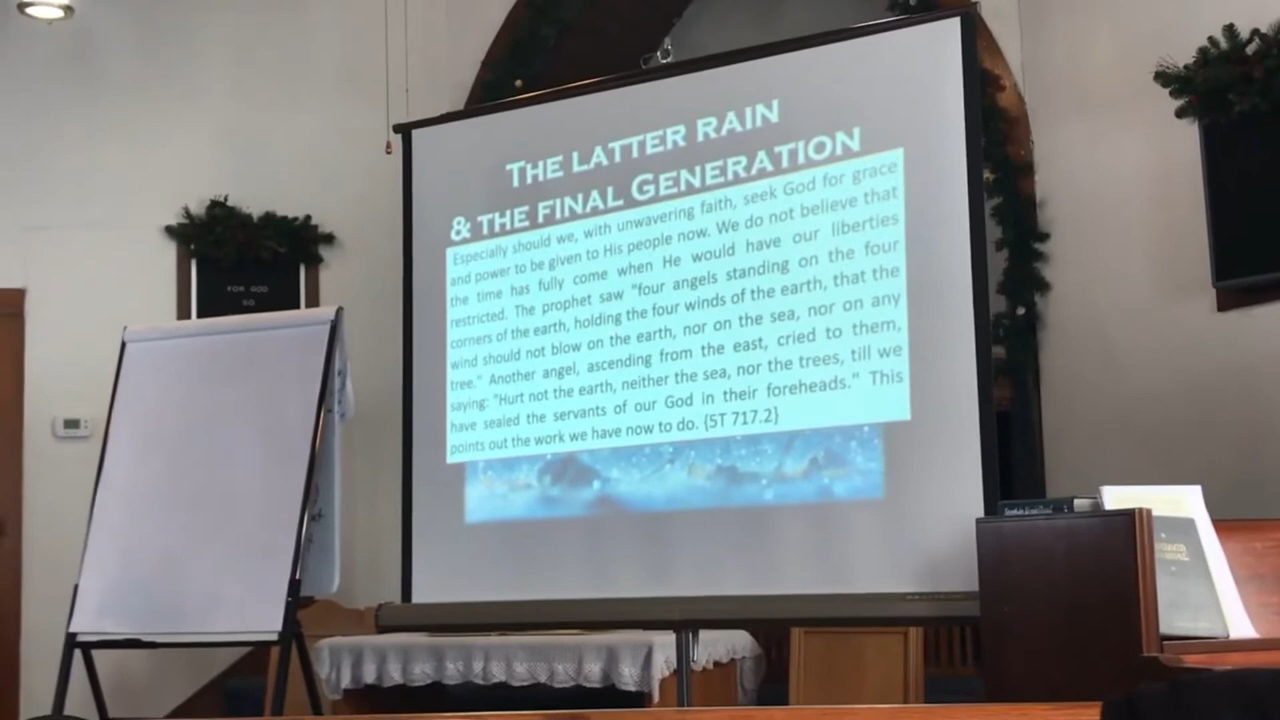 THE LATTER RAIN
& THE FINAL GENERATION
Especially should we, with unwavering faith, seek God for grace
and power to be given to His people now. We do not believe that
the time has fully come when He would have our liberties
restricted. The prophet saw "four angels standing on the four
corners of the earth, holding the four winds of the earth, that the
wind should not blow on the earth, nor on the sea, nor on any
tree." Another angel, ascending from the east, cried to them,
saying: "Hurt not the earth, neither the sea, nor the trees, till we
have sealed the servants of our God in their foreheads." This
points out the work we have now to do. {5T 717.2}
FOR GOD
SO